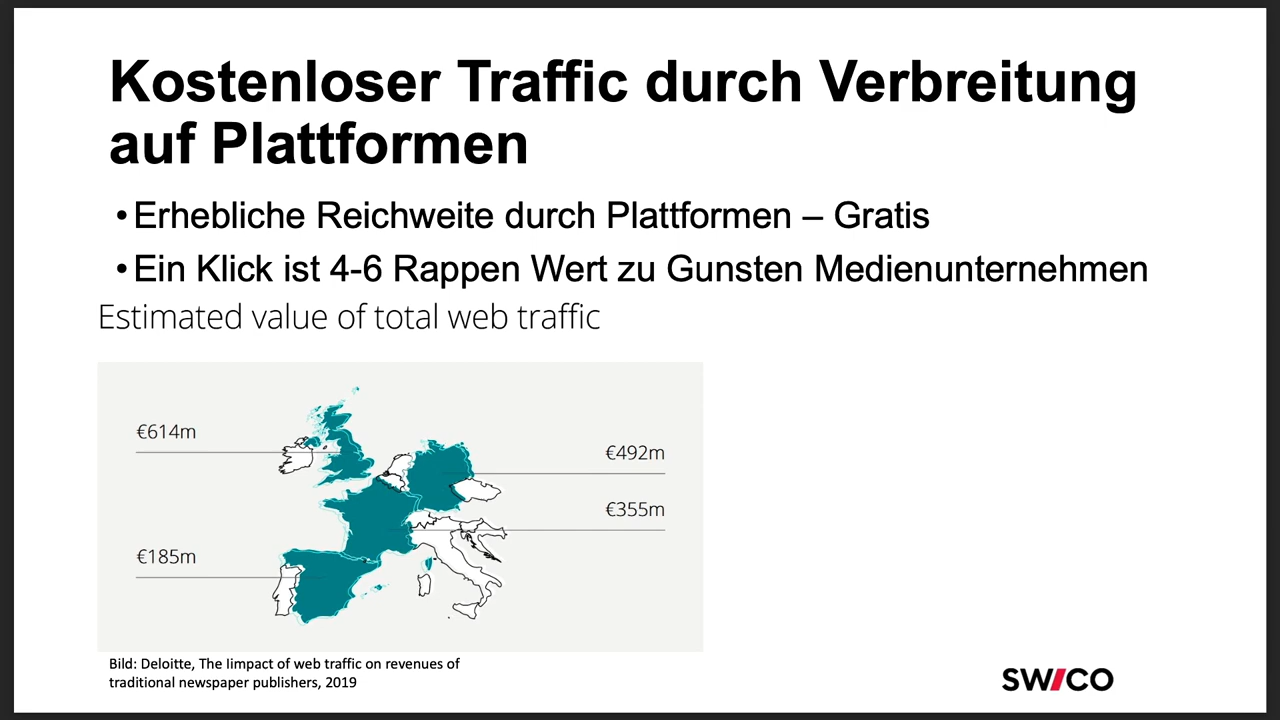 Kostenloser Traffic durch Verbreitung
auf Plattformen
•Erhebliche Reichweite durch Plattformen – Gratis
•Ein Klick ist 4-6 Rappen Wert zu Gunsten Medienunternehmen
Estimated value of total web traffic
€614m
€492m
€355m
€185m
Bild: Deloitte, The Iimpact of web traffic on revenues of
traditional newspaper publishers, 2019
SWICO